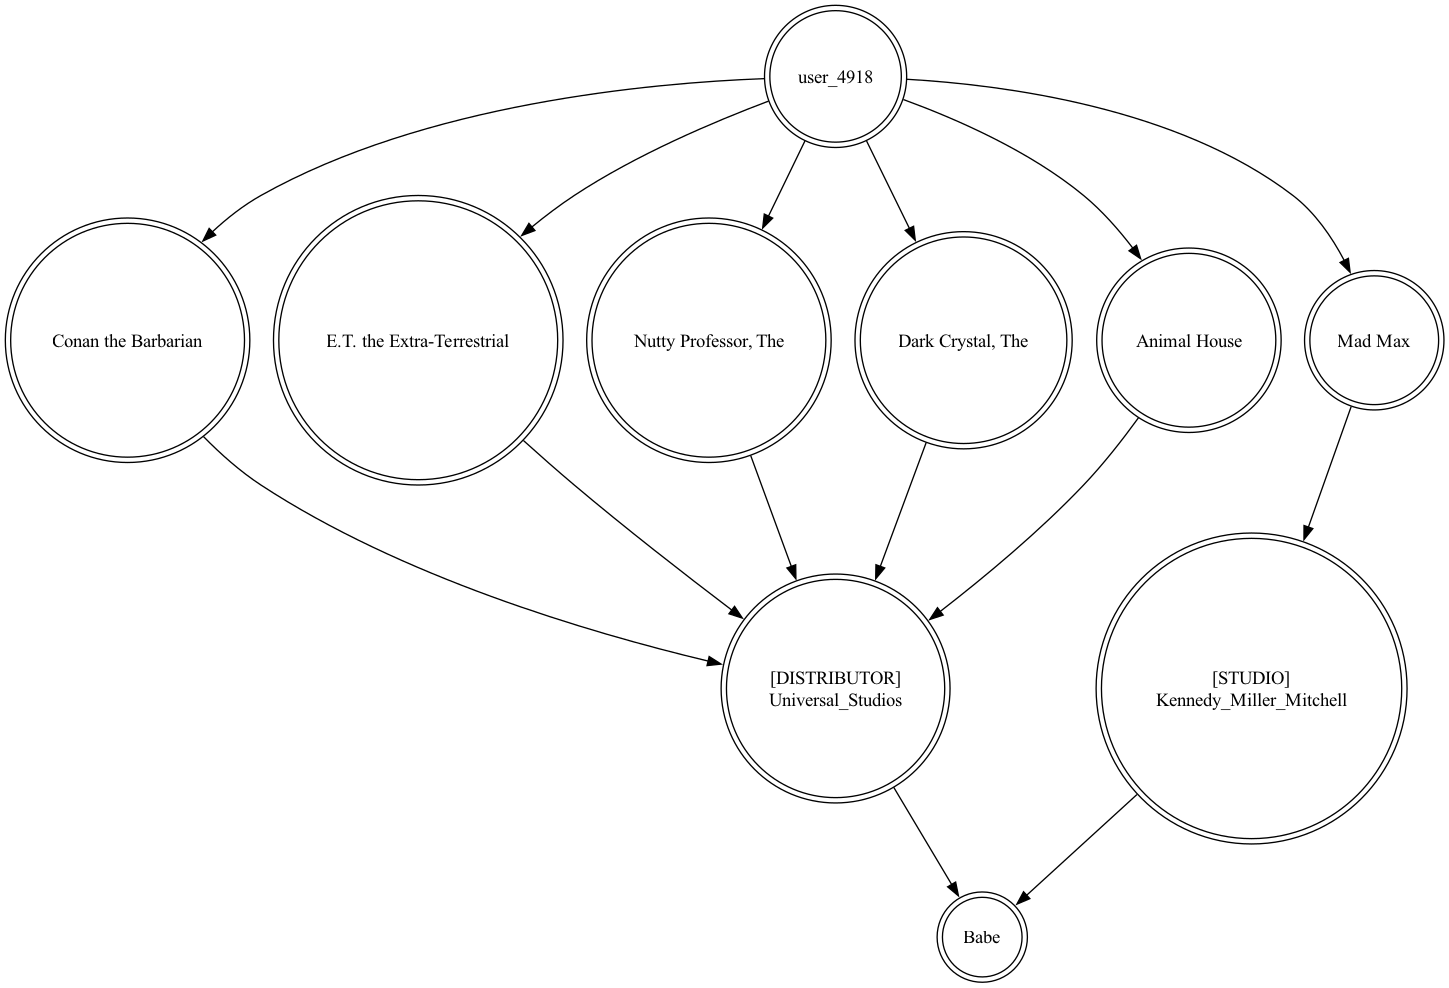 user_4918
Conan the Barbarian
E.T. the Extra-Terrestrial
Nutty Professor, The
Dark Crystal, The
Animal House
Mad Max
[DISTRIBUTOR]
Universal_Studios
[STUDIO]
Kennedy_Miller_Mitchell
Babe